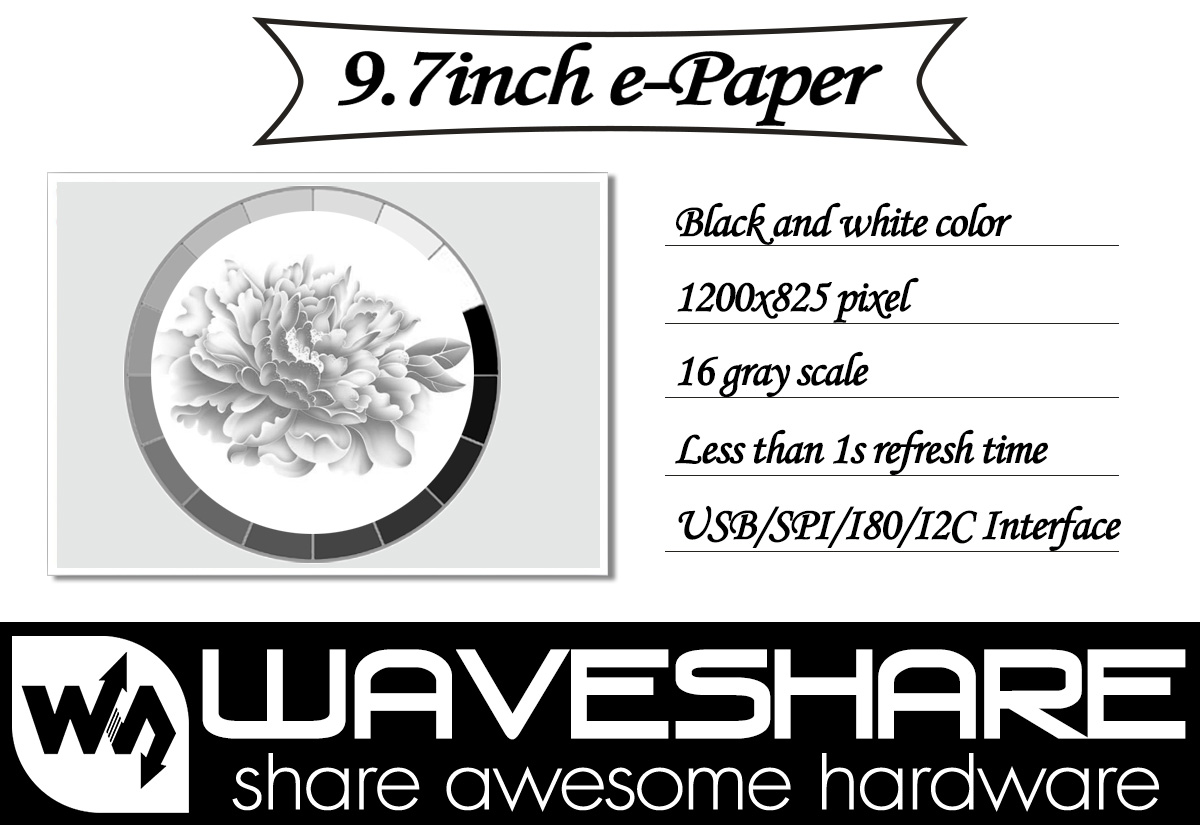 9.7inch e-Paper
Black and white color
1200x825 pixel
16 gray scale
Less than 1s refresh time
USB/SPI/I80/I2C Interface
WAVESHARE
share awesome hardware